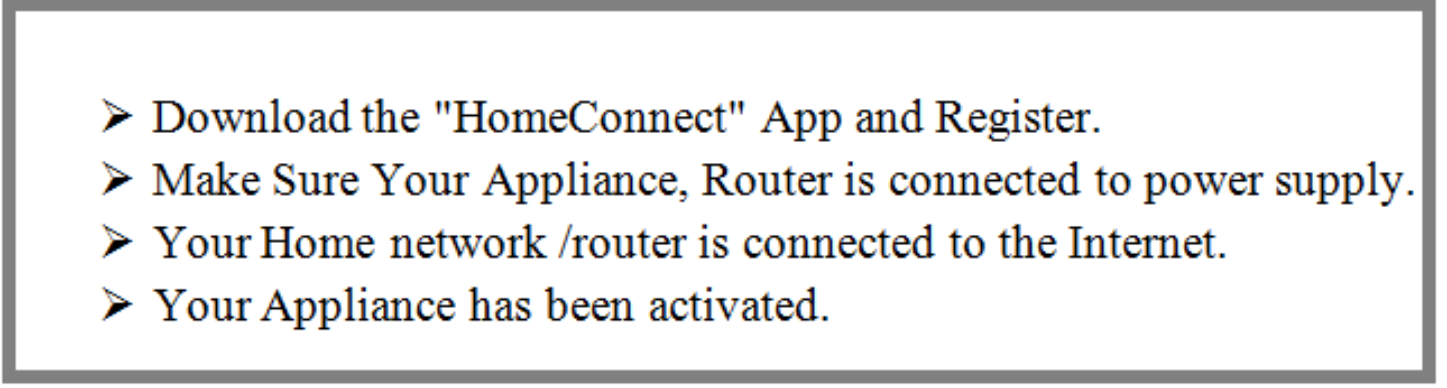 ➢ Download the "HomeConnect" App and Register.
➢ Make Sure Your Appliance, Router is connected to power supply.
➢ Your Home network /router is connected to the Internet.
➢ Your Appliance has been activated.